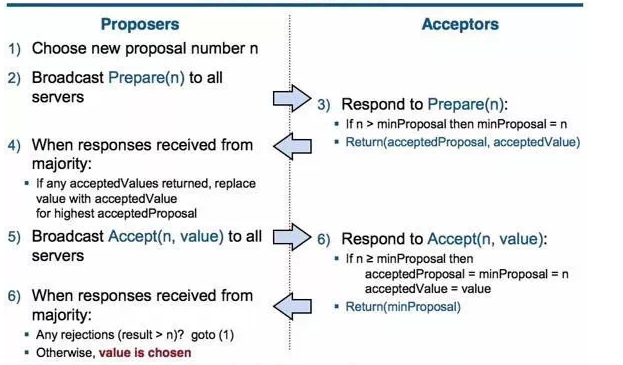 Proposers
1) Choose new proposal number n
2) Broadcast Prepare(n) to all
servers
4) When responses received from
majority:
▪ If any acceptedValues returned, replace
value with acceptedValue
for highest acceptedProposal
5) Broadcast Accept(n, value) to all
servers
6) When responses received from
majority:
▪ Any rejections (result > n)? goto (1)
▪ Otherwise, value is chosen
Acceptors
3) Respond to Prepare(n):
▪ If n > minProposal then minProposal = n
▪ Return(acceptedProposal, acceptedValue)
6) Respond to Accept(n, value):
▪ If n ≥ minProposal then
acceptedProposal = minProposal = n
acceptedValue = value
▪ Return(minProposal)